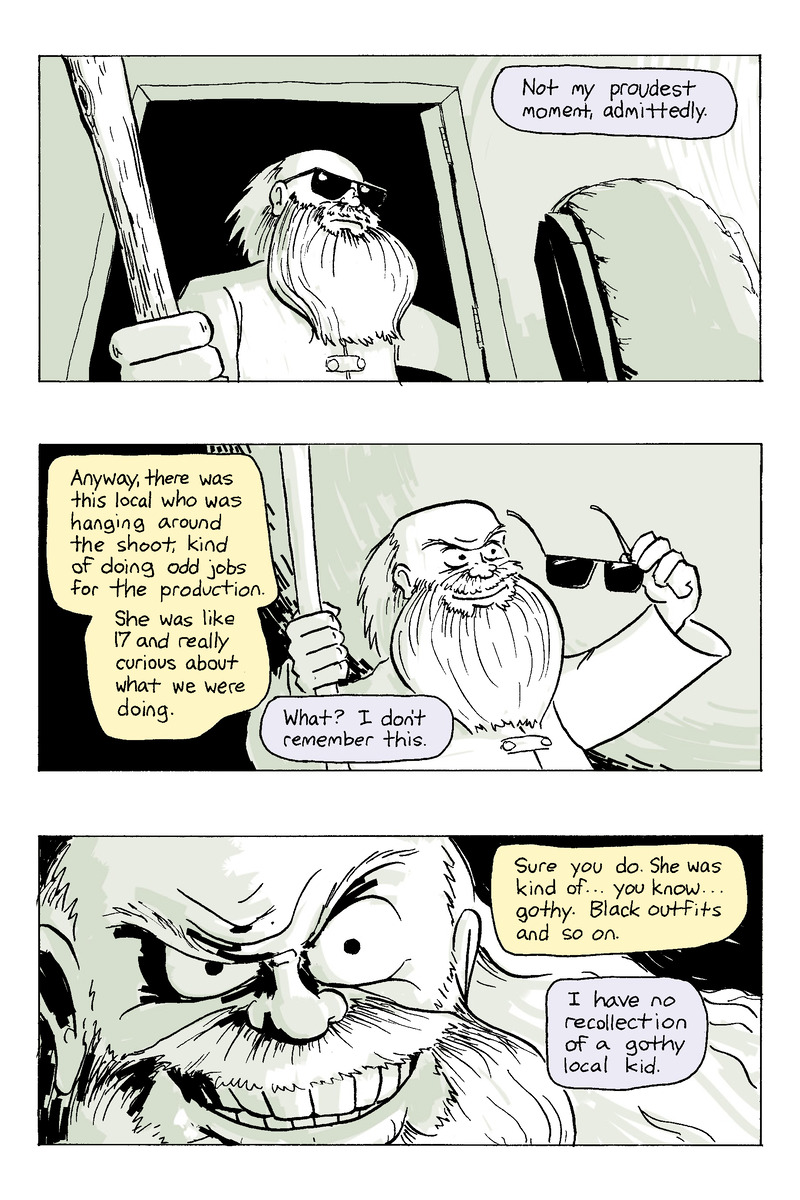 Not my proudest
moment, admittedly.
Anyway, there was
this local who was
hanging around
the shoot, kind
of doing odd jobs
for the production.
She was like
17 and really
curious about
what we were
doing.
What? I don't
remember this.
Sure you do. She was
kind of... you know...
gothy. Black outfits
and so on.
I have no
recollection
of a gothy
local kid.